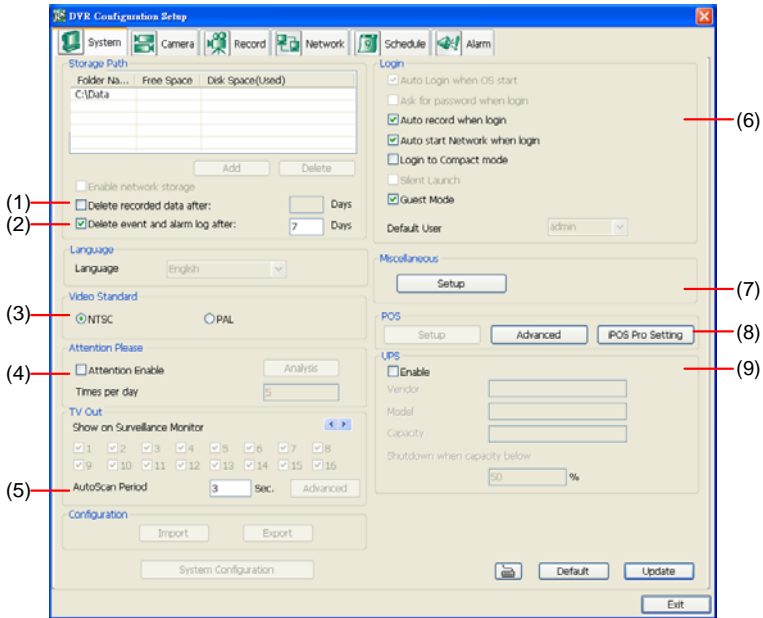 DVR Configuration Setup
System Camera Record Network Schedule Alarm
Storage Path
Folder Na... Free Space Disk Space(Used)
C:\Data
Add Delete
Enable network storage
(1) Delete recorded data after: Days
(2) Delete event and alarm log after: 7 Days
Language
Language English
Video Standard
(3) NTSC PAL
Attention Please
(4) Attention Enable Analysis
Times per day 5
TV Out
Show on Surveillance Monitor
1 2 3 4 5 6 7 8
9 10 11 12 13 14 15 16
(5) AutoScan Period 3 Sec. Advanced
Configuration
Import Export
System Configuration
Login
Auto Login when OS start
Ask for password when login
Auto record when login (6)
Auto start Network when login
Login to Compact mode
Silent Launch
Guest Mode
Default User admin
Miscellaneous
Setup (7)
POS
Setup Advanced iPOS Pro Setting (8)
UPS
Enable (9)
Vendor
Model
Capacity
Shutdown when capacity below
50 %
Default Update
Exit